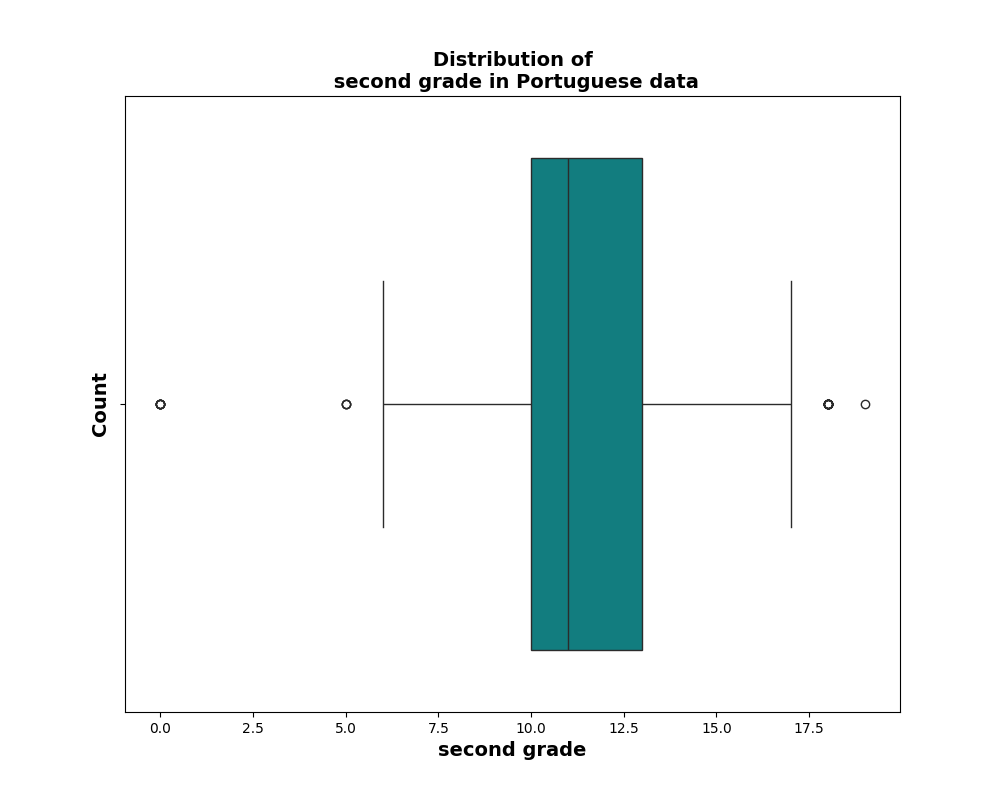 Distribution of
second grade in Portuguese data
Count
0.0 2.5 5.0 7.5 10.0 12.5 15.0 17.5
second grade